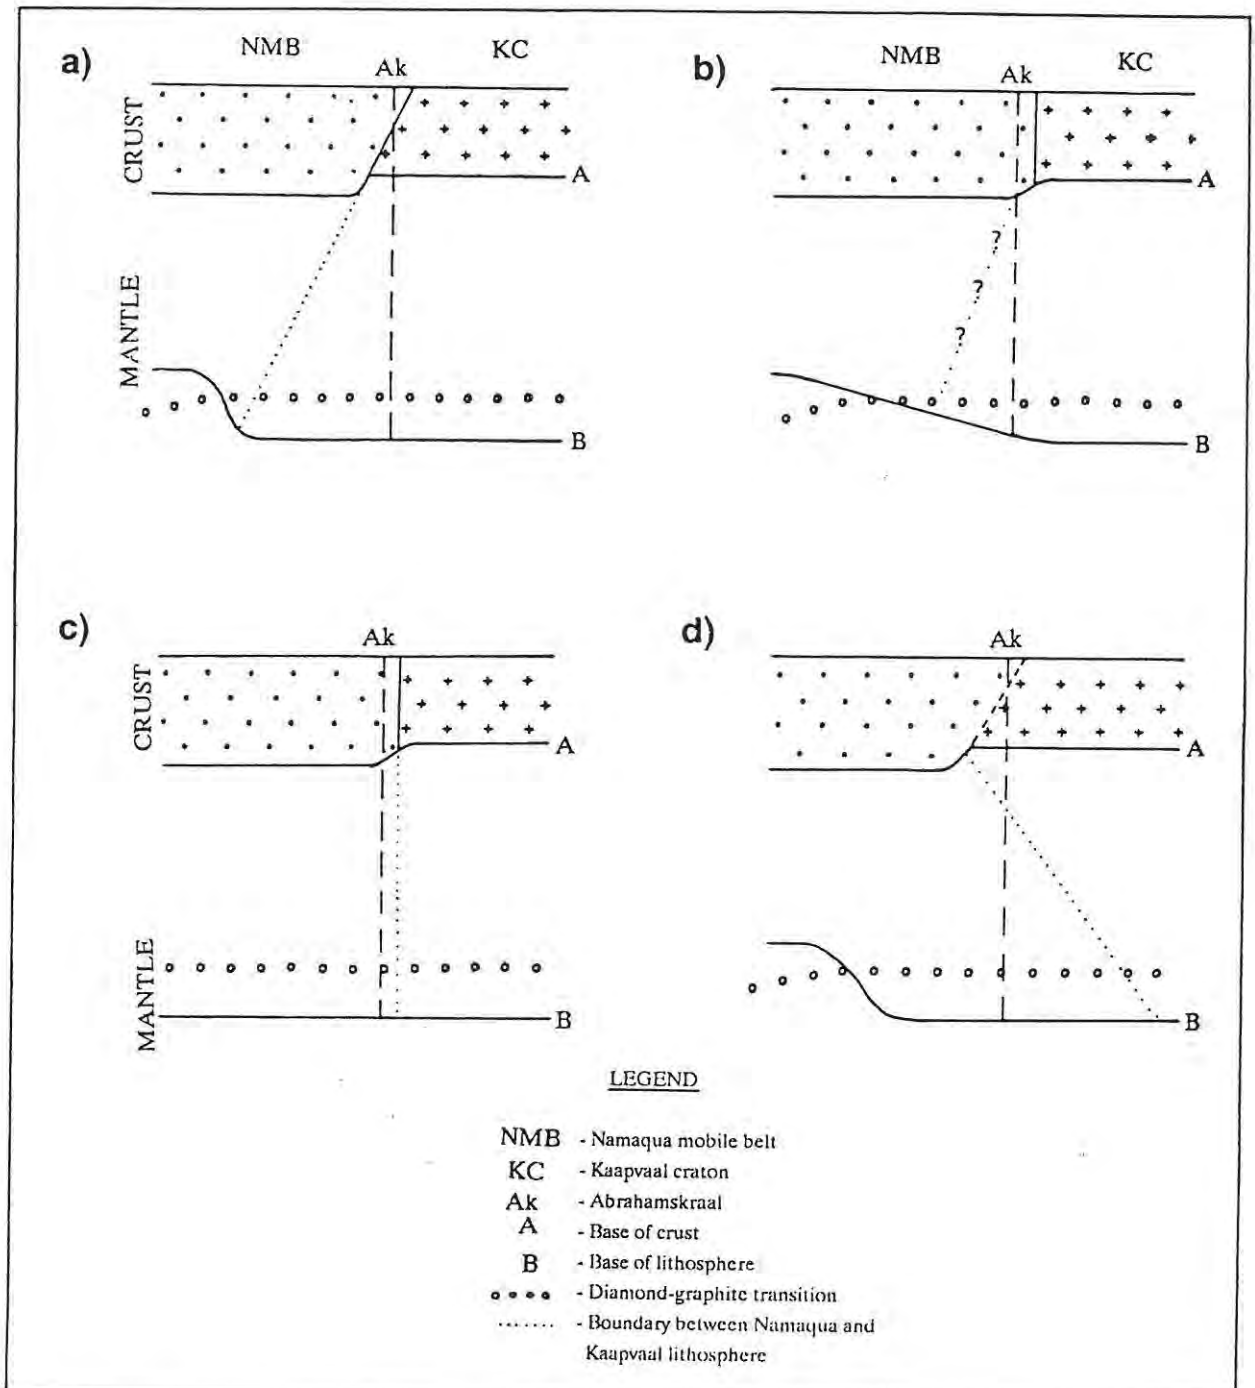 a)
NMB
Ak
KC
CRUST
A
MANTLE
B
b)
NMB
Ak
KC
A
?
?
?
B
c)
Ak
CRUST
A
MANTLE
B
d)
Ak
A
B
LEGEND
NMB - Namaqua mobile belt
KC - Kaapvaal craton
Ak - Abrahamskraal
A - Base of crust
B - Base of lithosphere
- Diamond-graphite transition
- Boundary between Namaqua and
Kaapvaal lithosphere